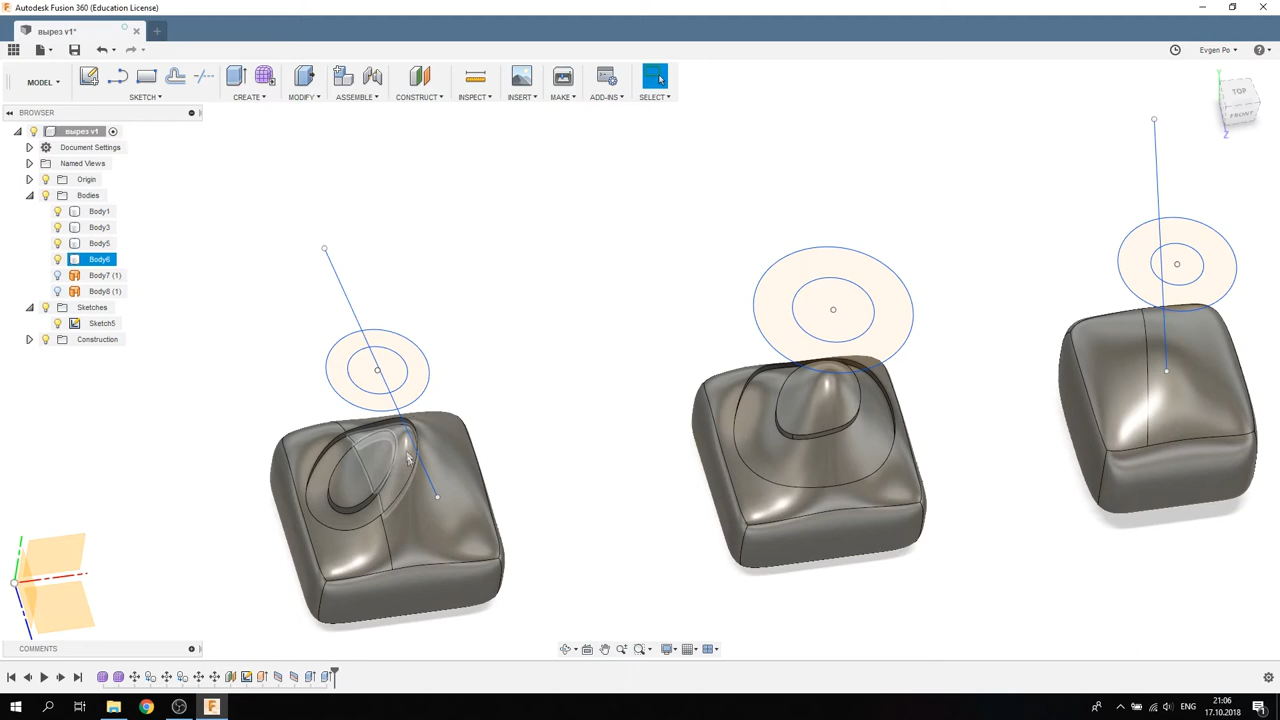 Autodesk Fusion 360 (Education License)
вырез v1*
Evgen Po
MODEL
SKETCH
CREATE
MODIFY
ASSEMBLE
CONSTRUCT
INSPECT
INSERT
MAKE
ADD-INS
SELECT
BROWSER
вырез v1
Document Settings
Named Views
Origin
Bodies
Body1
Body3
Body5
Body6
Body7 (1)
Body8 (1)
Sketches
Sketch5
Construction
Y
TOP
FRONT
Z
COMMENTS
ENG
21:06
17.10.2018
1